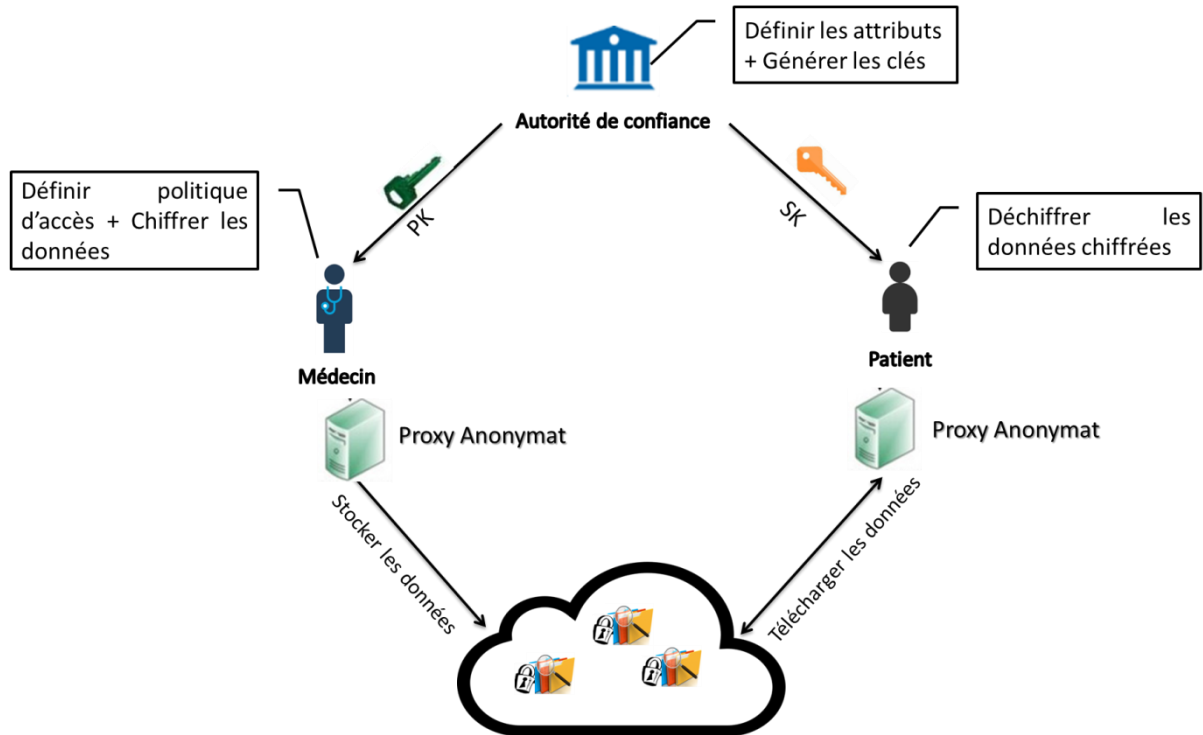 Définir les attributs
+ Générer les clés
Autorité de confiance
Définir politique
d'accès + Chiffrer les
données
PK
SK
Déchiffrer les
données chiffrées
Médecin
Patient
Proxy Anonymat
Proxy Anonymat
Stocker les données
Télécharger les données